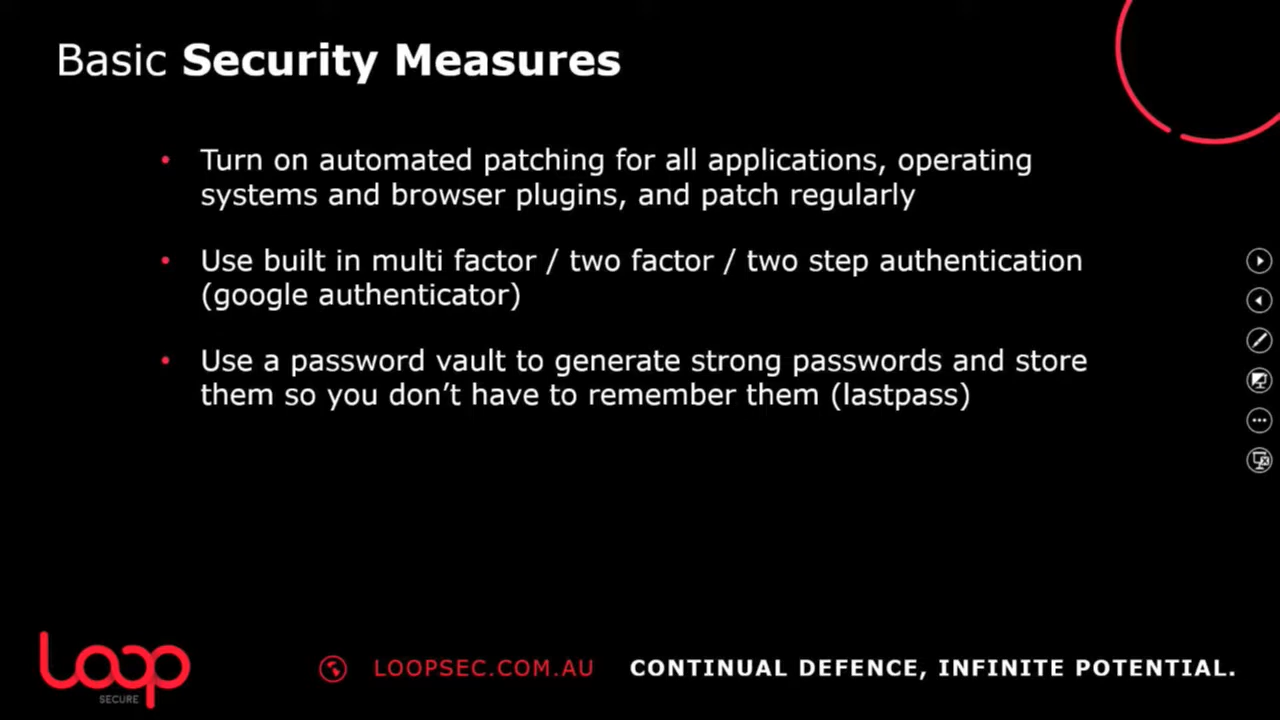 Basic Security Measures
• Turn on automated patching for all applications, operating
systems and browser plugins, and patch regularly
• Use built in multi factor / two factor / two step authentication
(google authenticator)
• Use a password vault to generate strong passwords and store
them so you don’t have to remember them (lastpass)
Loop
SECURE
LOOPSEC.COM.AU CONTINUAL DEFENCE, INFINITE POTENTIAL.